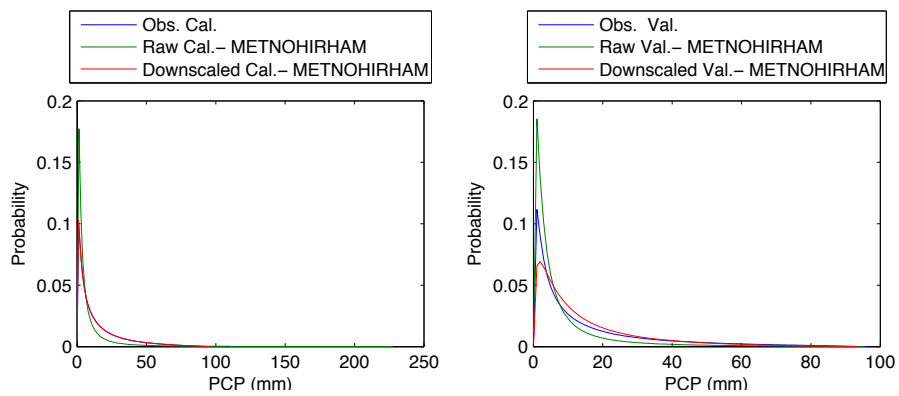 Obs. Cal.
Raw Cal.− METNOHIRHAM
Downscaled Cal.− METNOHIRHAM
0.2
0.15
0.1
0.05
0
Probability
0 50 100 150 200 250
PCP (mm)
Obs.  Val.
Raw Val.− METNOHIRHAM
Downscaled Val.− METNOHIRHAM
0.2
0.15
0.1
0.05
0
Probability
0 20 40 60 80 100
PCP (mm)